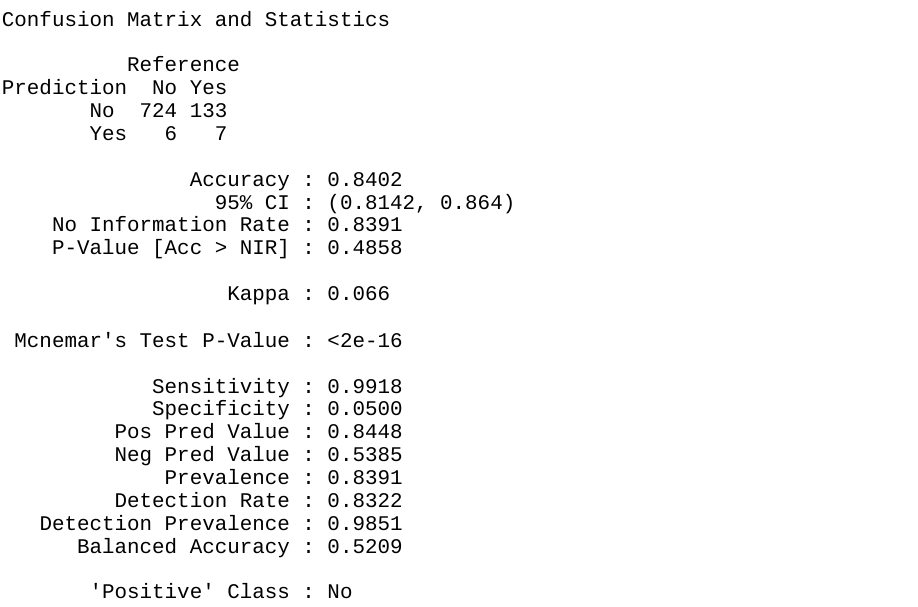 Confusion Matrix and Statistics

          Reference
Prediction  No Yes
       No  724 133
       Yes   6   7

               Accuracy : 0.8402
                 95% CI : (0.8142, 0.864)
    No Information Rate : 0.8391
    P-Value [Acc > NIR] : 0.4858

                  Kappa : 0.066

 Mcnemar's Test P-Value : <2e-16

            Sensitivity : 0.9918
            Specificity : 0.0500
         Pos Pred Value : 0.8448
         Neg Pred Value : 0.5385
             Prevalence : 0.8391
         Detection Rate : 0.8322
   Detection Prevalence : 0.9851
      Balanced Accuracy : 0.5209

       'Positive' Class : No